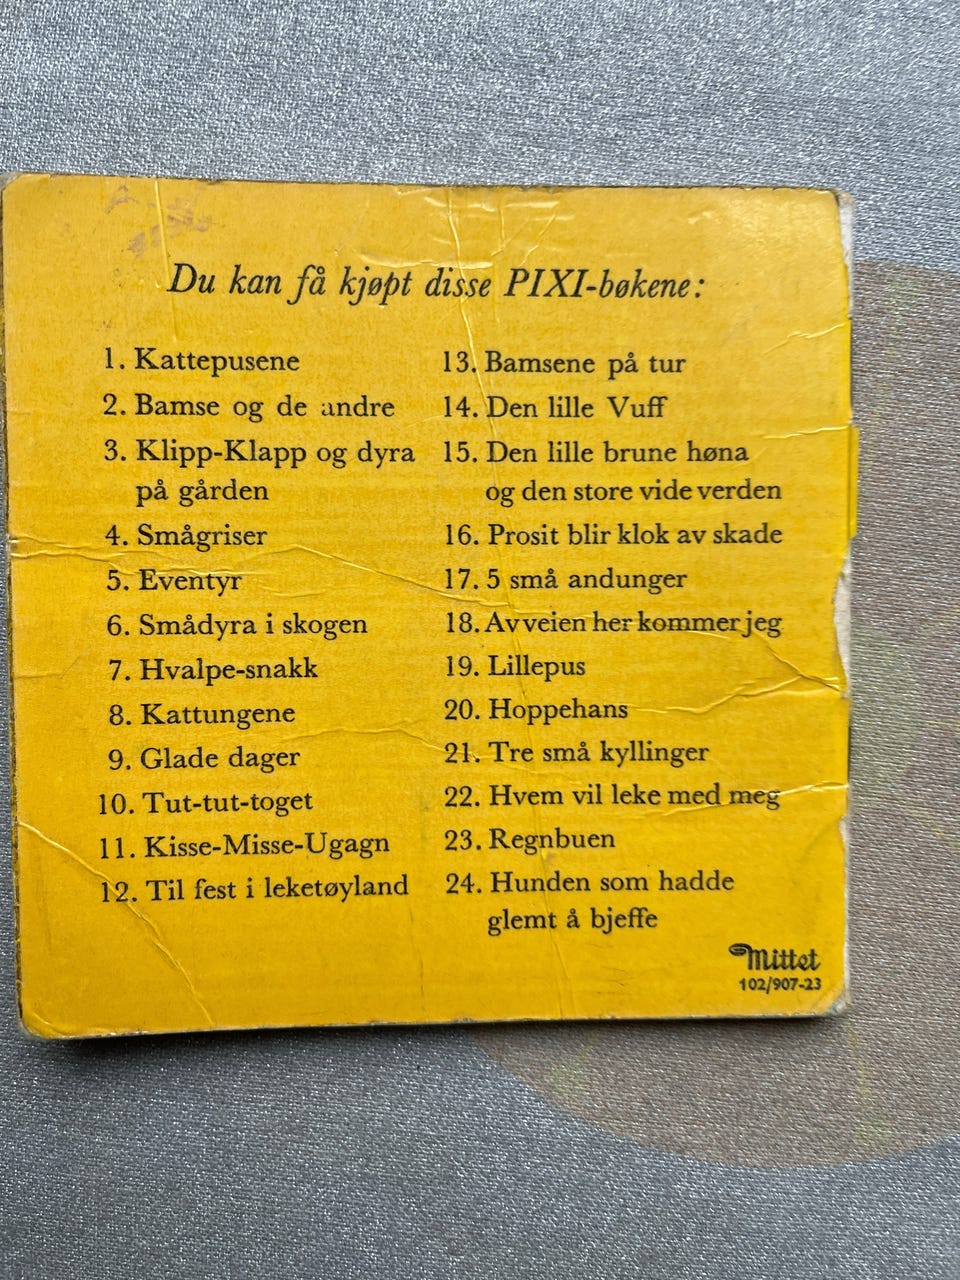 Du kan få kjøpt disse PIXI-bøkene:
1. Kattepusene
2. Bamse og de andre
3. Klipp-Klapp og dyra
på gården
4. Smågriser
5. Eventyr
6. Smådyra i skogen
7. Hvalpe-snakk
8. Kattungene
9. Glade dager
10. Tut-tut-toget
11. Kisse-Misse-Ugagn
12. Til fest i leketøyland
13. Bamsene på tur
14. Den lille Vuff
15. Den lille brune høna
og den store vide verden
16. Prosit blir klok av skade
17. 5 små andunger
18. Av veien her kommer jeg
19. Lillepus
20. Hoppehans
21. Tre små kyllinger
22. Hvem vil leke med meg
23. Regnbuen
24. Hunden som hadde
glemt å bjeffe
Mittet
102/907-23